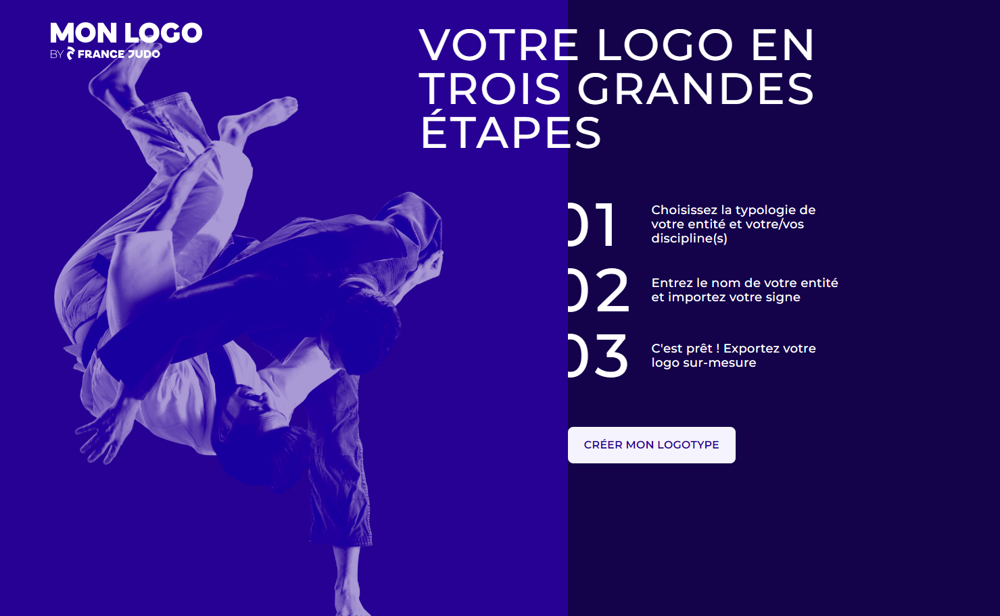 MON LOGO
BY FRANCE JUDO
VOTRE LOGO EN
TROIS GRANDES
ÉTAPES
01
Choisissez la typologie de
votre entité et votre/vos
discipline(s)
02
Entrez le nom de votre entité
et importez votre signe
03
C'est prêt ! Exportez votre
logo sur-mesure
CRÉER MON LOGOTYPE